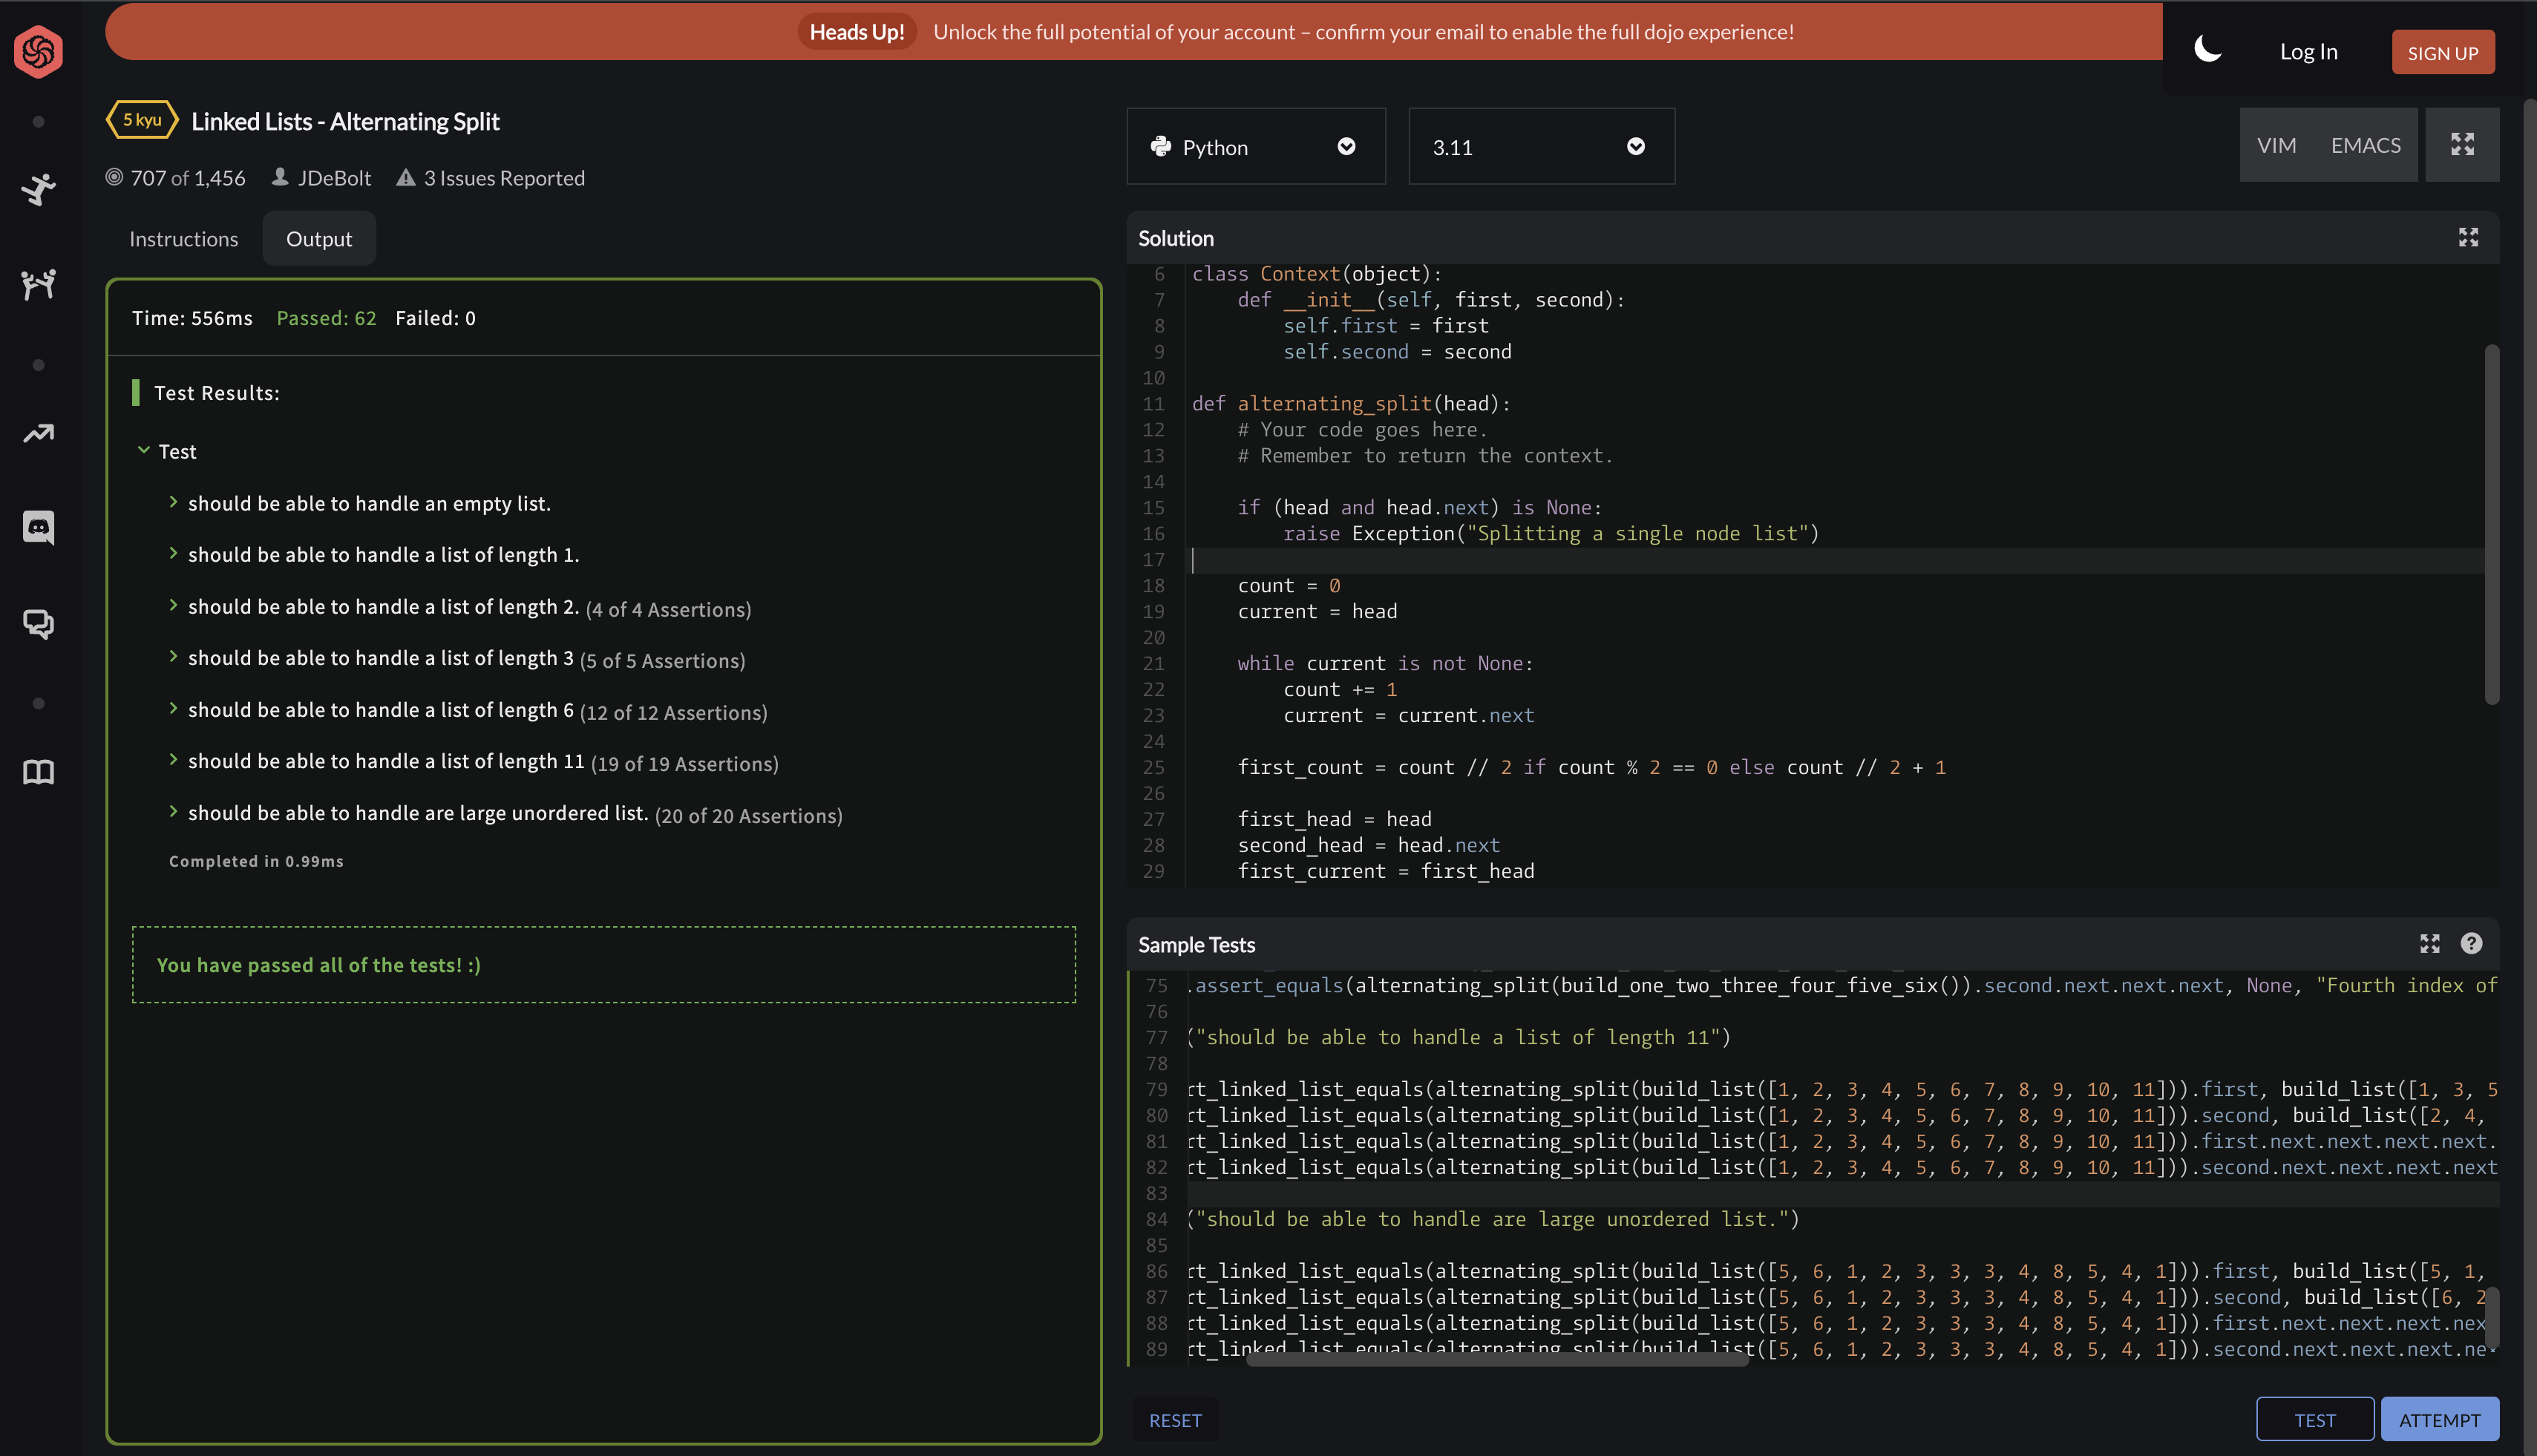 Heads Up! Unlock the full potential of your account – confirm your email to enable the full dojo experience!
Log In
SIGN UP
5 kyu Linked Lists - Alternating Split
707 of 1,456 JDeBolt 3 Issues Reported
Instructions Output
Time: 556ms Passed: 62 Failed: 0
Test Results:
Test
should be able to handle an empty list.
should be able to handle a list of length 1.
should be able to handle a list of length 2. (4 of 4 Assertions)
should be able to handle a list of length 3 (5 of 5 Assertions)
should be able to handle a list of length 6 (12 of 12 Assertions)
should be able to handle a list of length 11 (19 of 19 Assertions)
should be able to handle are large unordered list. (20 of 20 Assertions)
Completed in 0.99ms
You have passed all of the tests! :)
Python 3.11 VIM EMACS
Solution
6 class Context(object):
7     def __init__(self, first, second):
8         self.first = first
9         self.second = second
10
11 def alternating_split(head):
12     # Your code goes here.
13     # Remember to return the context.
14
15     if (head and head.next) is None:
16         raise Exception("Splitting a single node list")
17
18     count = 0
19     current = head
20
21     while current is not None:
22         count += 1
23         current = current.next
24
25     first_count = count // 2 if count % 2 == 0 else count // 2 + 1
26
27     first_head = head
28     second_head = head.next
29     first_current = first_head
Sample Tests
75 .assert_equals(alternating_split(build_one_two_three_four_five_six()).second.next.next.next, None, "Fourth index of
76
77 ("should be able to handle a list of length 11")
78
79 rt_linked_list_equals(alternating_split(build_list([1, 2, 3, 4, 5, 6, 7, 8, 9, 10, 11])).first, build_list([1, 3, 5
80 rt_linked_list_equals(alternating_split(build_list([1, 2, 3, 4, 5, 6, 7, 8, 9, 10, 11])).second, build_list([2, 4,
81 rt_linked_list_equals(alternating_split(build_list([1, 2, 3, 4, 5, 6, 7, 8, 9, 10, 11])).first.next.next.next.next.
82 rt_linked_list_equals(alternating_split(build_list([1, 2, 3, 4, 5, 6, 7, 8, 9, 10, 11])).second.next.next.next.next
83
84 ("should be able to handle are large unordered list.")
85
86 rt_linked_list_equals(alternating_split(build_list([5, 6, 1, 2, 3, 3, 3, 4, 8, 5, 4, 1])).first, build_list([5, 1,
87 rt_linked_list_equals(alternating_split(build_list([5, 6, 1, 2, 3, 3, 3, 4, 8, 5, 4, 1])).second, build_list([6, 2
88 rt_linked_list_equals(alternating_split(build_list([5, 6, 1, 2, 3, 3, 3, 4, 8, 5, 4, 1])).first.next.next.next.nex
89 rt_linked_list_equals(alternating_split(build_list([5, 6, 1, 2, 3, 3, 3, 4, 8, 5, 4, 1])).second.next.next.next.ne
RESET TEST ATTEMPT